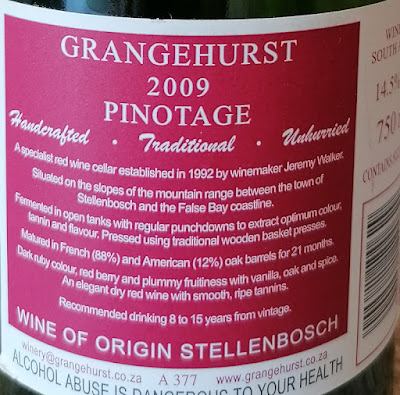 GRANGEHURST
2009
PINOTAGE
Handcrafted • Traditional • Unhurried
A specialist red wine cellar established in 1992 by winemaker Jeremy Walker.
Situated on the slopes of the mountain range between the town of
Stellenbosch and the False Bay coastline.
Fermented in open tanks with regular punchdowns to extract optimum colour,
tannin and flavour. Pressed using traditional wooden basket presses.
Matured in French (88%) and American (12%) oak barrels for 21 months.
Dark ruby colour, red berry and plummy fruitiness with vanilla, oak and spice.
An elegant dry red wine with smooth, ripe tannins.
Recommended drinking 8 to 15 years from vintage.
WINE OF ORIGIN STELLENBOSCH
winery@grangehurst.co.za A 377 www.grangehurst.co.za
ALCOHOL ABUSE IS DANGEROUS TO YOUR HEALTH
SOUTH
14.5%
750
CONTAINS